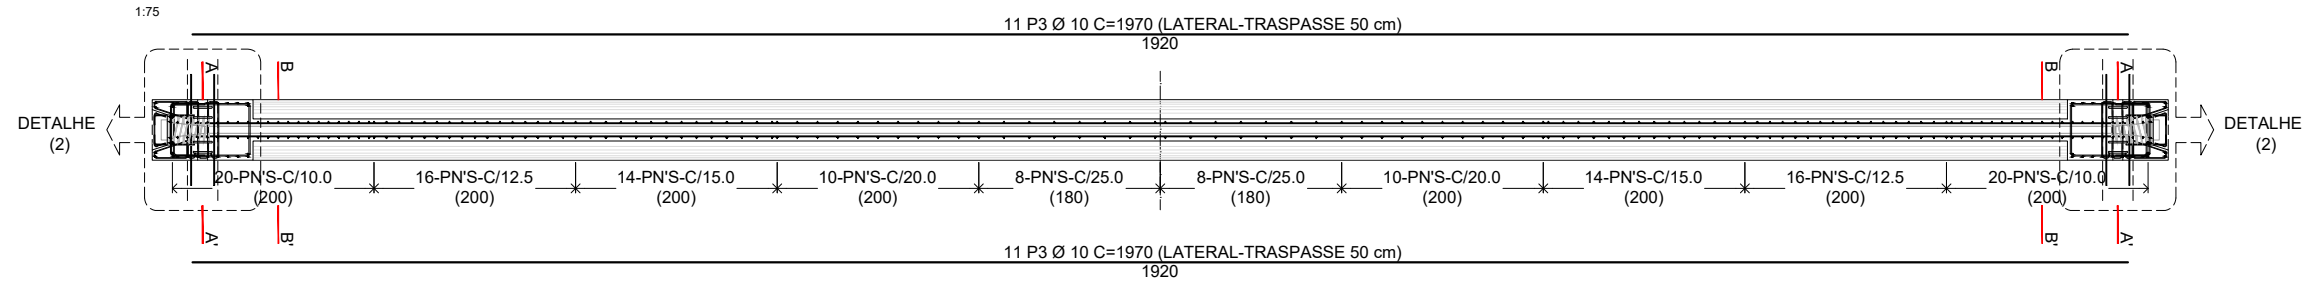 1:75
11 P3 Ø 10 C=1970 (LATERAL-TRASPASSE 50 cm)
1920
A B B A
DETALHE
(2)
DETALHE
(2)
20-PN'S-C/10.0 16-PN'S-C/12.5 14-PN'S-C/15.0 10-PN'S-C/20.0 8-PN'S-C/25.0 8-PN'S-C/25.0 10-PN'S-C/20.0 14-PN'S-C/15.0 16-PN'S-C/12.5 20-PN'S-C/10.0
(200) (200) (200) (200) (180) (180) (200) (200) (200) (200)
A' B' B' A'
11 P3 Ø 10 C=1970 (LATERAL-TRASPASSE 50 cm)
1920